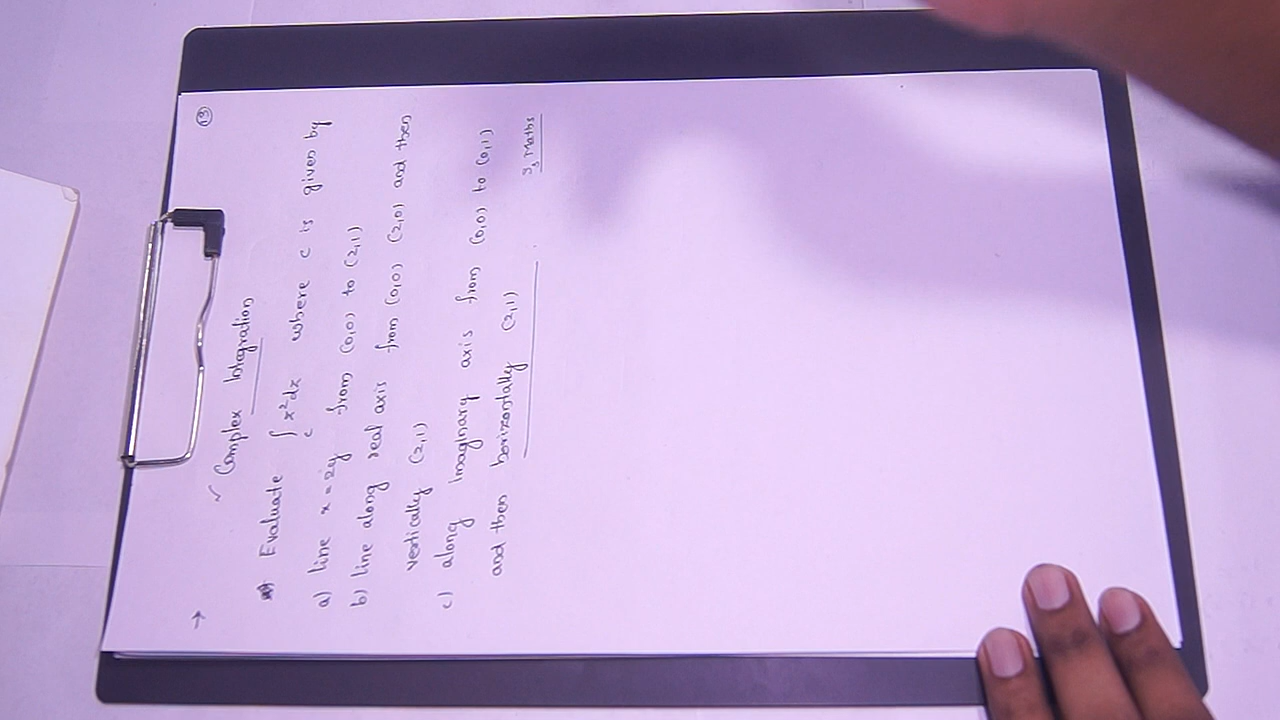 13
→
✓ Complex Integration
Evaluate ∫c x²dx where c is given by
a) line x = 2y from (0,0) to (2,1)
b) line along real axis from (0,0) (2,0) and then
vertically (2,1)
c) along Imaginary axis from (0,0) to (0,1)
and then horizontally (2,1)
3, Maths